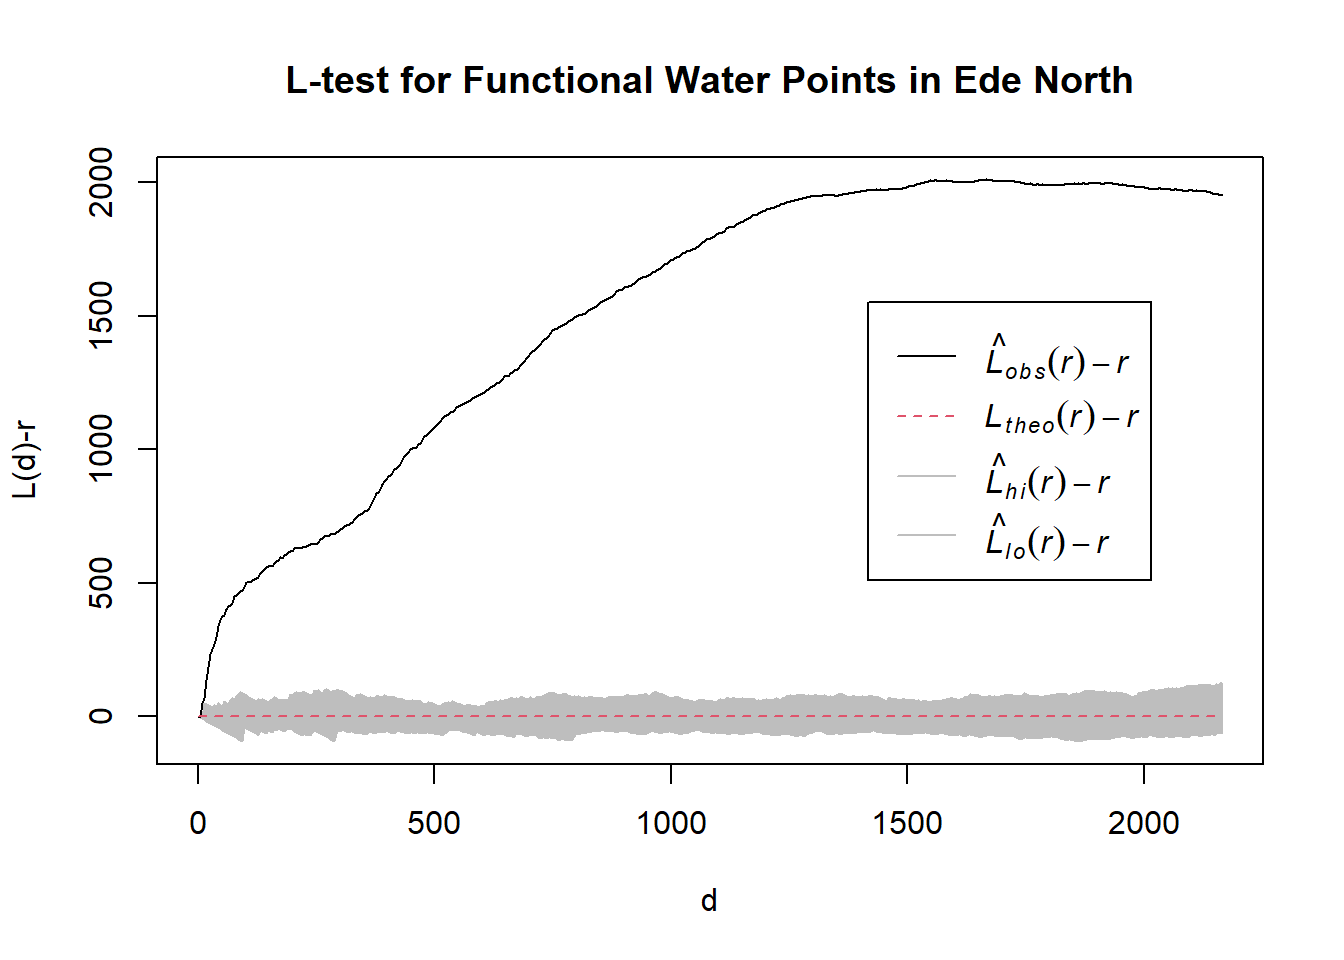 L-test for Functional Water Points in Ede North
L(d)-r
2000
1500
1000
500
0
L̂obs(r) – r
Ltheo(r) – r
L̂hi(r) – r
L̂lo(r) – r
0 500 1000 1500 2000
d